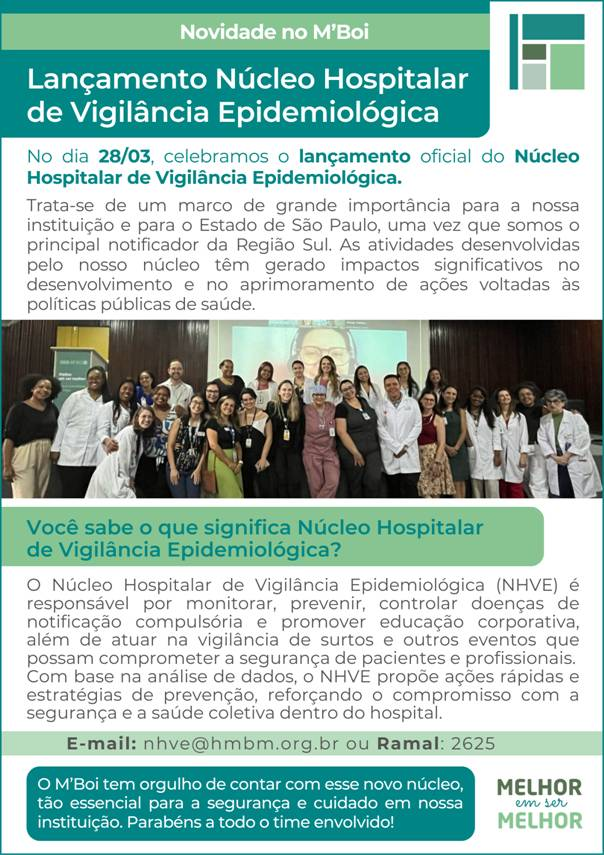 Novidade no M’Boi
Lançamento Núcleo Hospitalar
de Vigilância Epidemiológica
No dia 28/03, celebramos o lançamento oficial do Núcleo
Hospitalar de Vigilância Epidemiológica.
Trata-se de um marco de grande importância para a nossa
instituição e para o Estado de São Paulo, uma vez que somos o
principal notificador da Região Sul. As atividades desenvolvidas
pelo nosso núcleo têm gerado impactos significativos no
desenvolvimento e no aprimoramento de ações voltadas às
políticas públicas de saúde.
Você sabe o que significa Núcleo Hospitalar
de Vigilância Epidemiológica?
O Núcleo Hospitalar de Vigilância Epidemiológica (NHVE) é
responsável por monitorar, prevenir, controlar doenças de
notificação compulsória e promover educação corporativa,
além de atuar na vigilância de surtos e outros eventos que
possam comprometer a segurança de pacientes e profissionais.
Com base na análise de dados, o NHVE propõe ações rápidas e
estratégias de prevenção, reforçando o compromisso com a
segurança e a saúde coletiva dentro do hospital.
E-mail: nhve@hmbm.org.br ou Ramal: 2625
O M’Boi tem orgulho de contar com esse novo núcleo,
tão essencial para a segurança e cuidado em nossa
instituição. Parabéns a todo o time envolvido!
MELHOR
em ser
MELHOR